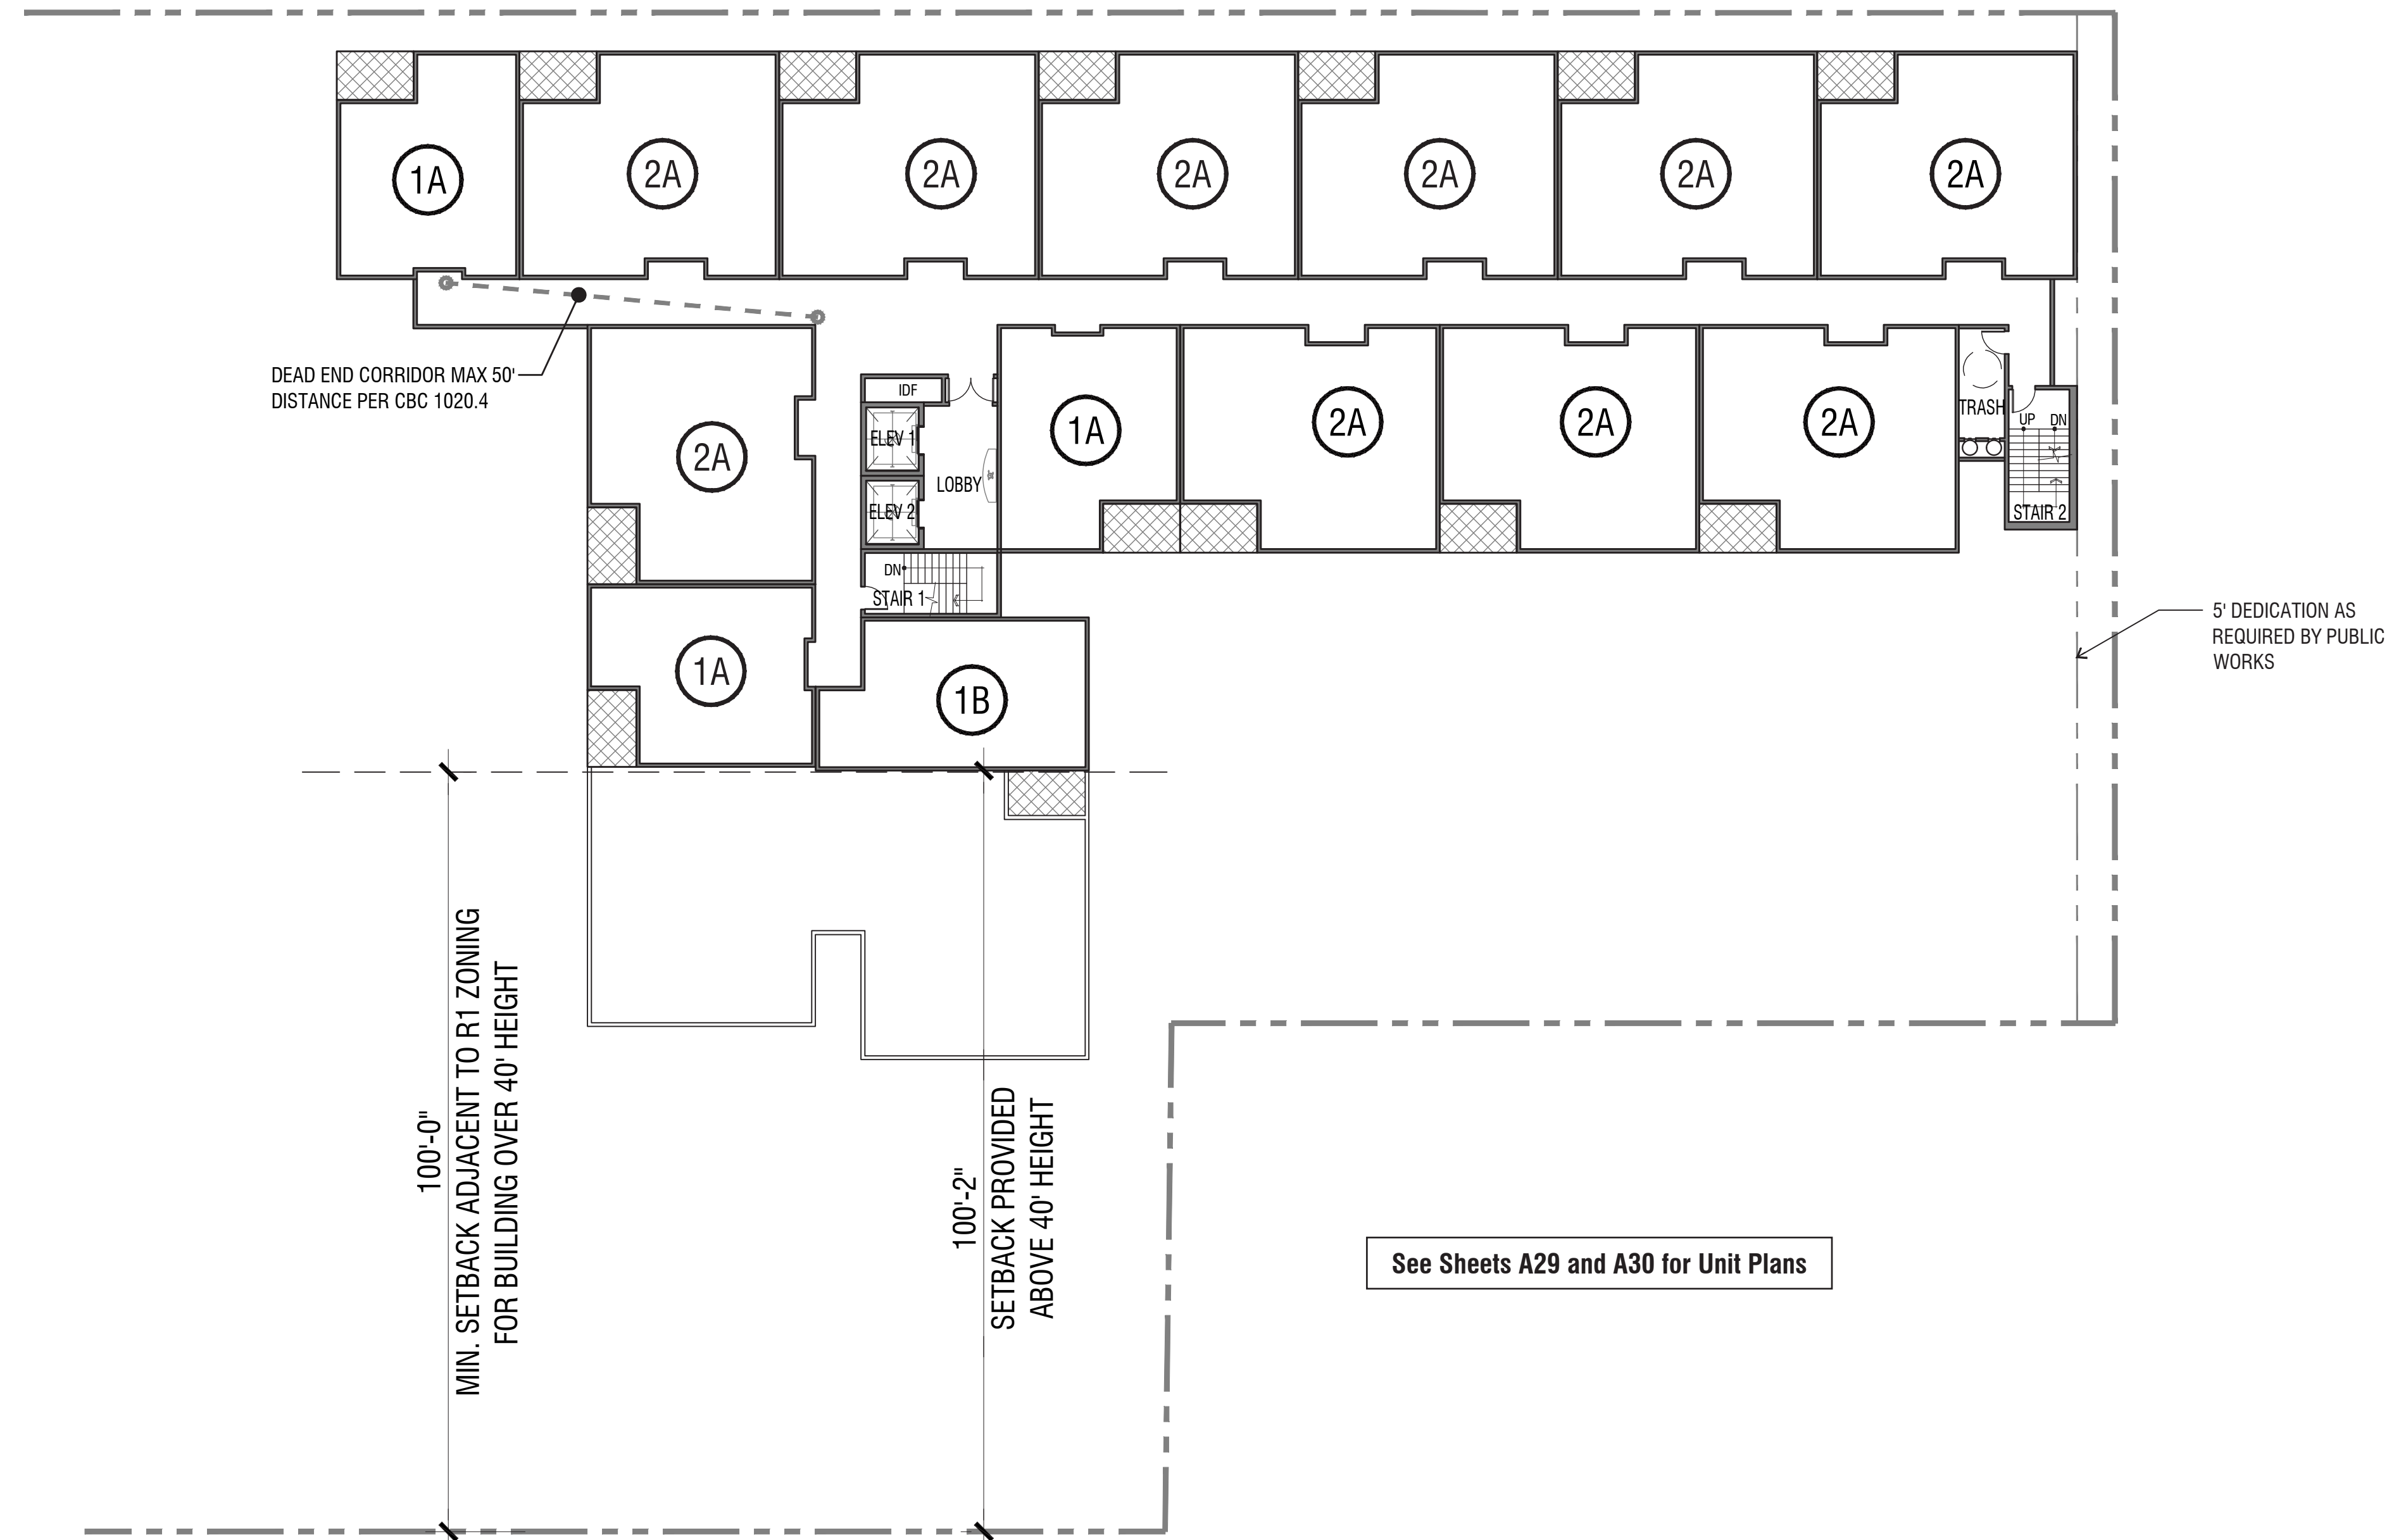 1A
2A
2A
2A
2A
2A
2A
DEAD END CORRIDOR MAX 50'
DISTANCE PER CBC 1020.4
IDF
ELEV 1
ELEV 2
LOBBY
2A
1A
2A
2A
2A
TRASH
UP
DN
STAIR 2
DN
STAIR 1
1A
1B
5' DEDICATION AS
REQUIRED BY PUBLIC
WORKS
100'-0"
MIN. SETBACK ADJACENT TO R1 ZONING
FOR BUILDING OVER 40' HEIGHT
100'-2"
SETBACK PROVIDED
ABOVE 40' HEIGHT
See Sheets A29 and A30 for Unit Plans